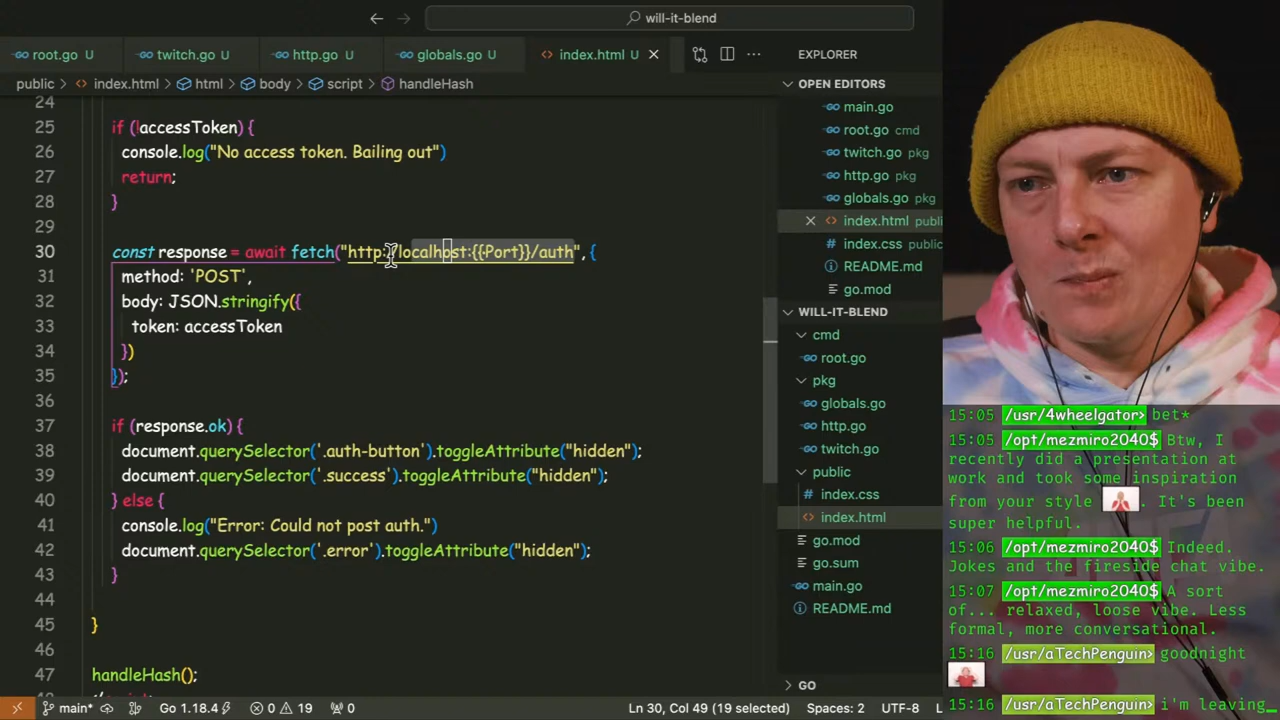 will-it-blend
root.go U
twitch.go U
http.go U
globals.go U
index.html U
public > index.html > html > body > script > handleHash
24
25 if (!accessToken) {
26 console.log("No access token. Bailing out")
27 return;
28 }
29
30 const response = await fetch("http://localhost:{{Port}}/auth", {
31 method: 'POST',
32 body: JSON.stringify({
33 token: accessToken
34 })
35 });
36
37 if (response.ok) {
38 document.querySelector('.auth-button').toggleAttribute("hidden");
39 document.querySelector('.success').toggleAttribute("hidden");
40 } else {
41 console.log("Error: Could not post auth.")
42 document.querySelector('.error').toggleAttribute("hidden");
43 }
44
45 }
46
47 handleHash();
EXPLORER
OPEN EDITORS
main.go
root.go cmd
twitch.go pkg
http.go pkg
globals.go pkg
index.html publi
index.css public
README.md
go.mod
WILL-IT-BLEND
cmd
root.go
pkg
globals.go
http.go
twitch.go
public
index.css
index.html
go.mod
go.sum
main.go
README.md
GO
main*
Go 1.18.4
0 19
0
Ln 30, Col 49 (19 selected)
Spaces: 2
UTF-8
L
15:05 /usr/4wheelgator> bet*
15:05 /opt/mezmiro2040$ Btw, I
recently did a presentation at
work and took some inspiration
from your style . It's been
super helpful.
15:06 /opt/mezmiro2040$ Indeed.
Jokes and the fireside chat vibe.
15:07 /opt/mezmiro2040$ A sort
of... relaxed, loose vibe. Less
formal, more conversational.
15:16 /usr/aTechPenguin> goodnight
15:16 /usr/aTechPenguin> i'm leaving_